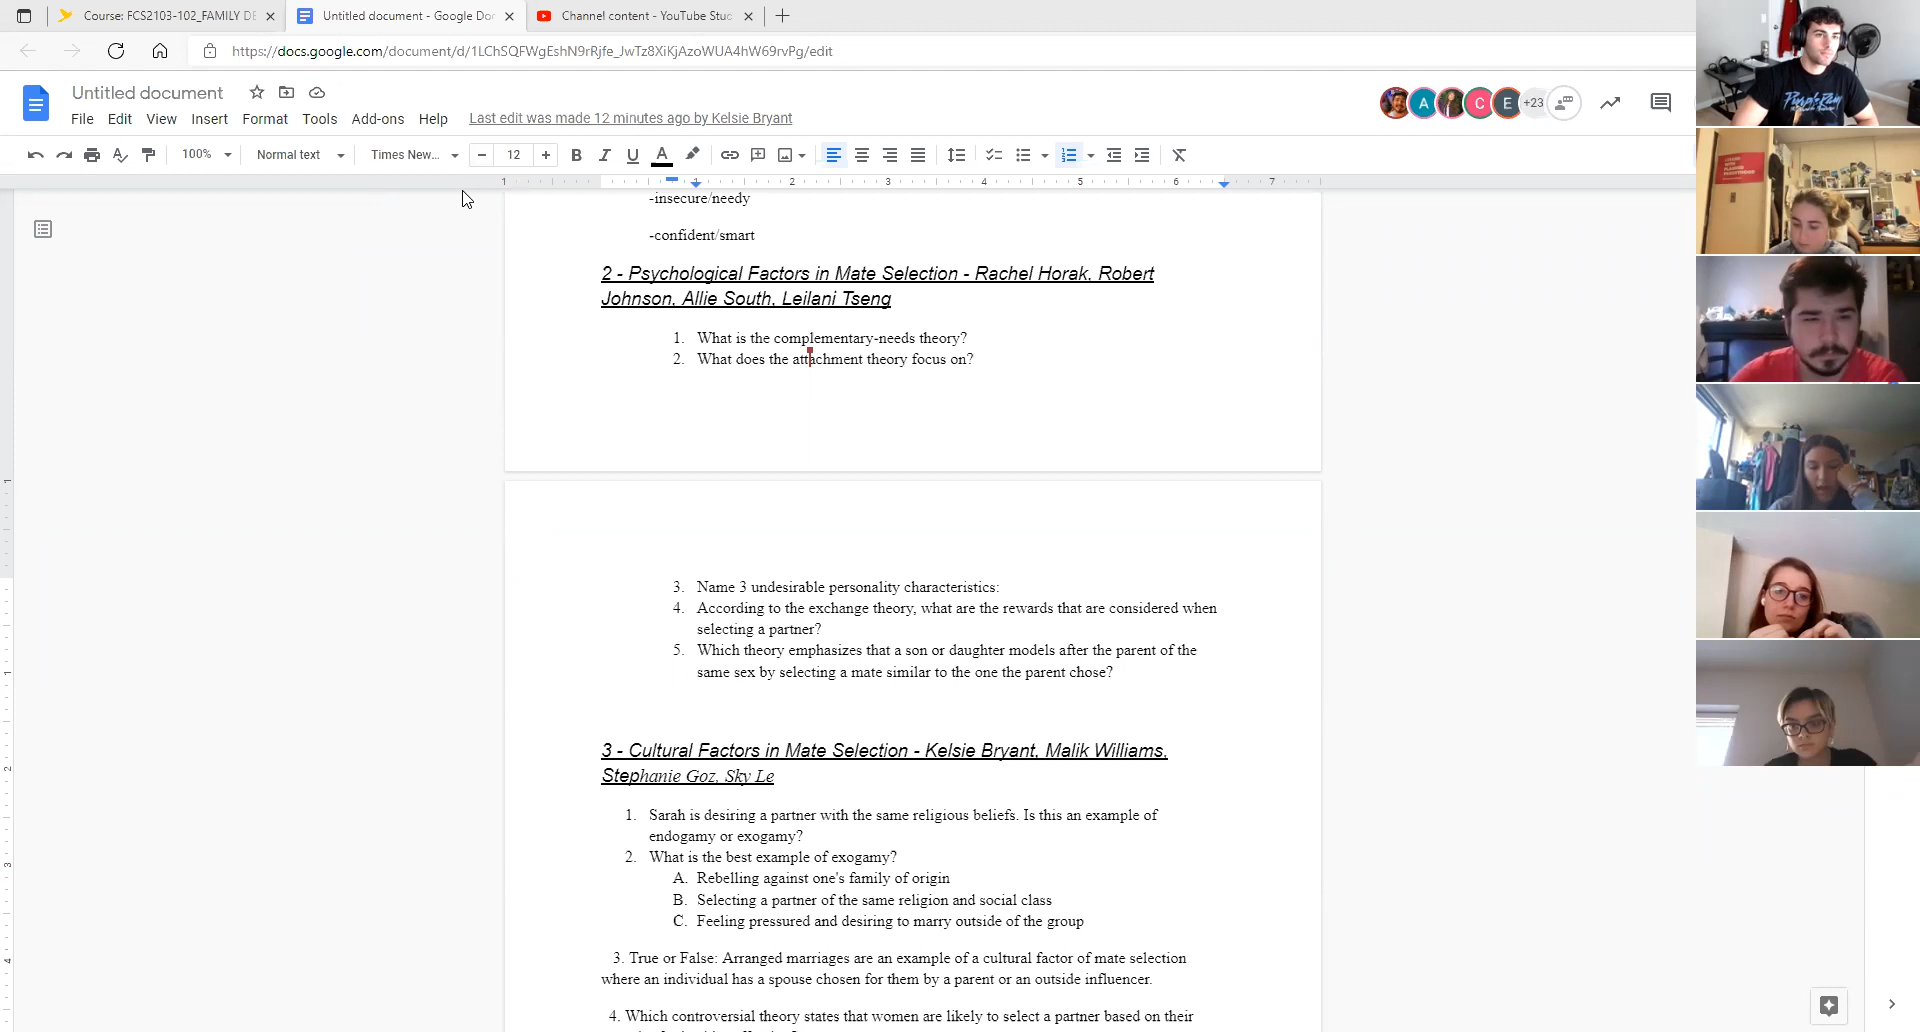 Course: FCS2103-102_FAMILY DE
Untitled document - Google Do
Channel content - YouTube Stu
https://docs.google.com/document/d/1LChSQFWgEshN9rRjfe_JwTz8XiKjAzoWUA4hW69rvPg/edit
Untitled document
A C E +23
File Edit View Insert Format Tools Add-ons Help Last edit was made 12 minutes ago by Kelsie Bryant
100% Normal text Times New... 12 B I U A
1 1 2 3 4 5 6 7
-insecure/needy
-confident/smart
2 - Psychological Factors in Mate Selection - Rachel Horak, Robert
Johnson, Allie South, Leilani Tseng
1. What is the complementary-needs theory?
2. What does the attachment theory focus on?
3. Name 3 undesirable personality characteristics:
4. According to the exchange theory, what are the rewards that are considered when
selecting a partner?
5. Which theory emphasizes that a son or daughter models after the parent of the
same sex by selecting a mate similar to the one the parent chose?
3 - Cultural Factors in Mate Selection - Kelsie Bryant, Malik Williams,
Stephanie Goz, Sky Le
1. Sarah is desiring a partner with the same religious beliefs. Is this an example of
endogamy or exogamy?
2. What is the best example of exogamy?
A. Rebelling against one's family of origin
B. Selecting a partner of the same religion and social class
C. Feeling pressured and desiring to marry outside of the group
3. True or False: Arranged marriages are an example of a cultural factor of mate selection
where an individual has a spouse chosen for them by a parent or an outside influencer.
4. Which controversial theory states that women are likely to select a partner based on their
Purple Rain